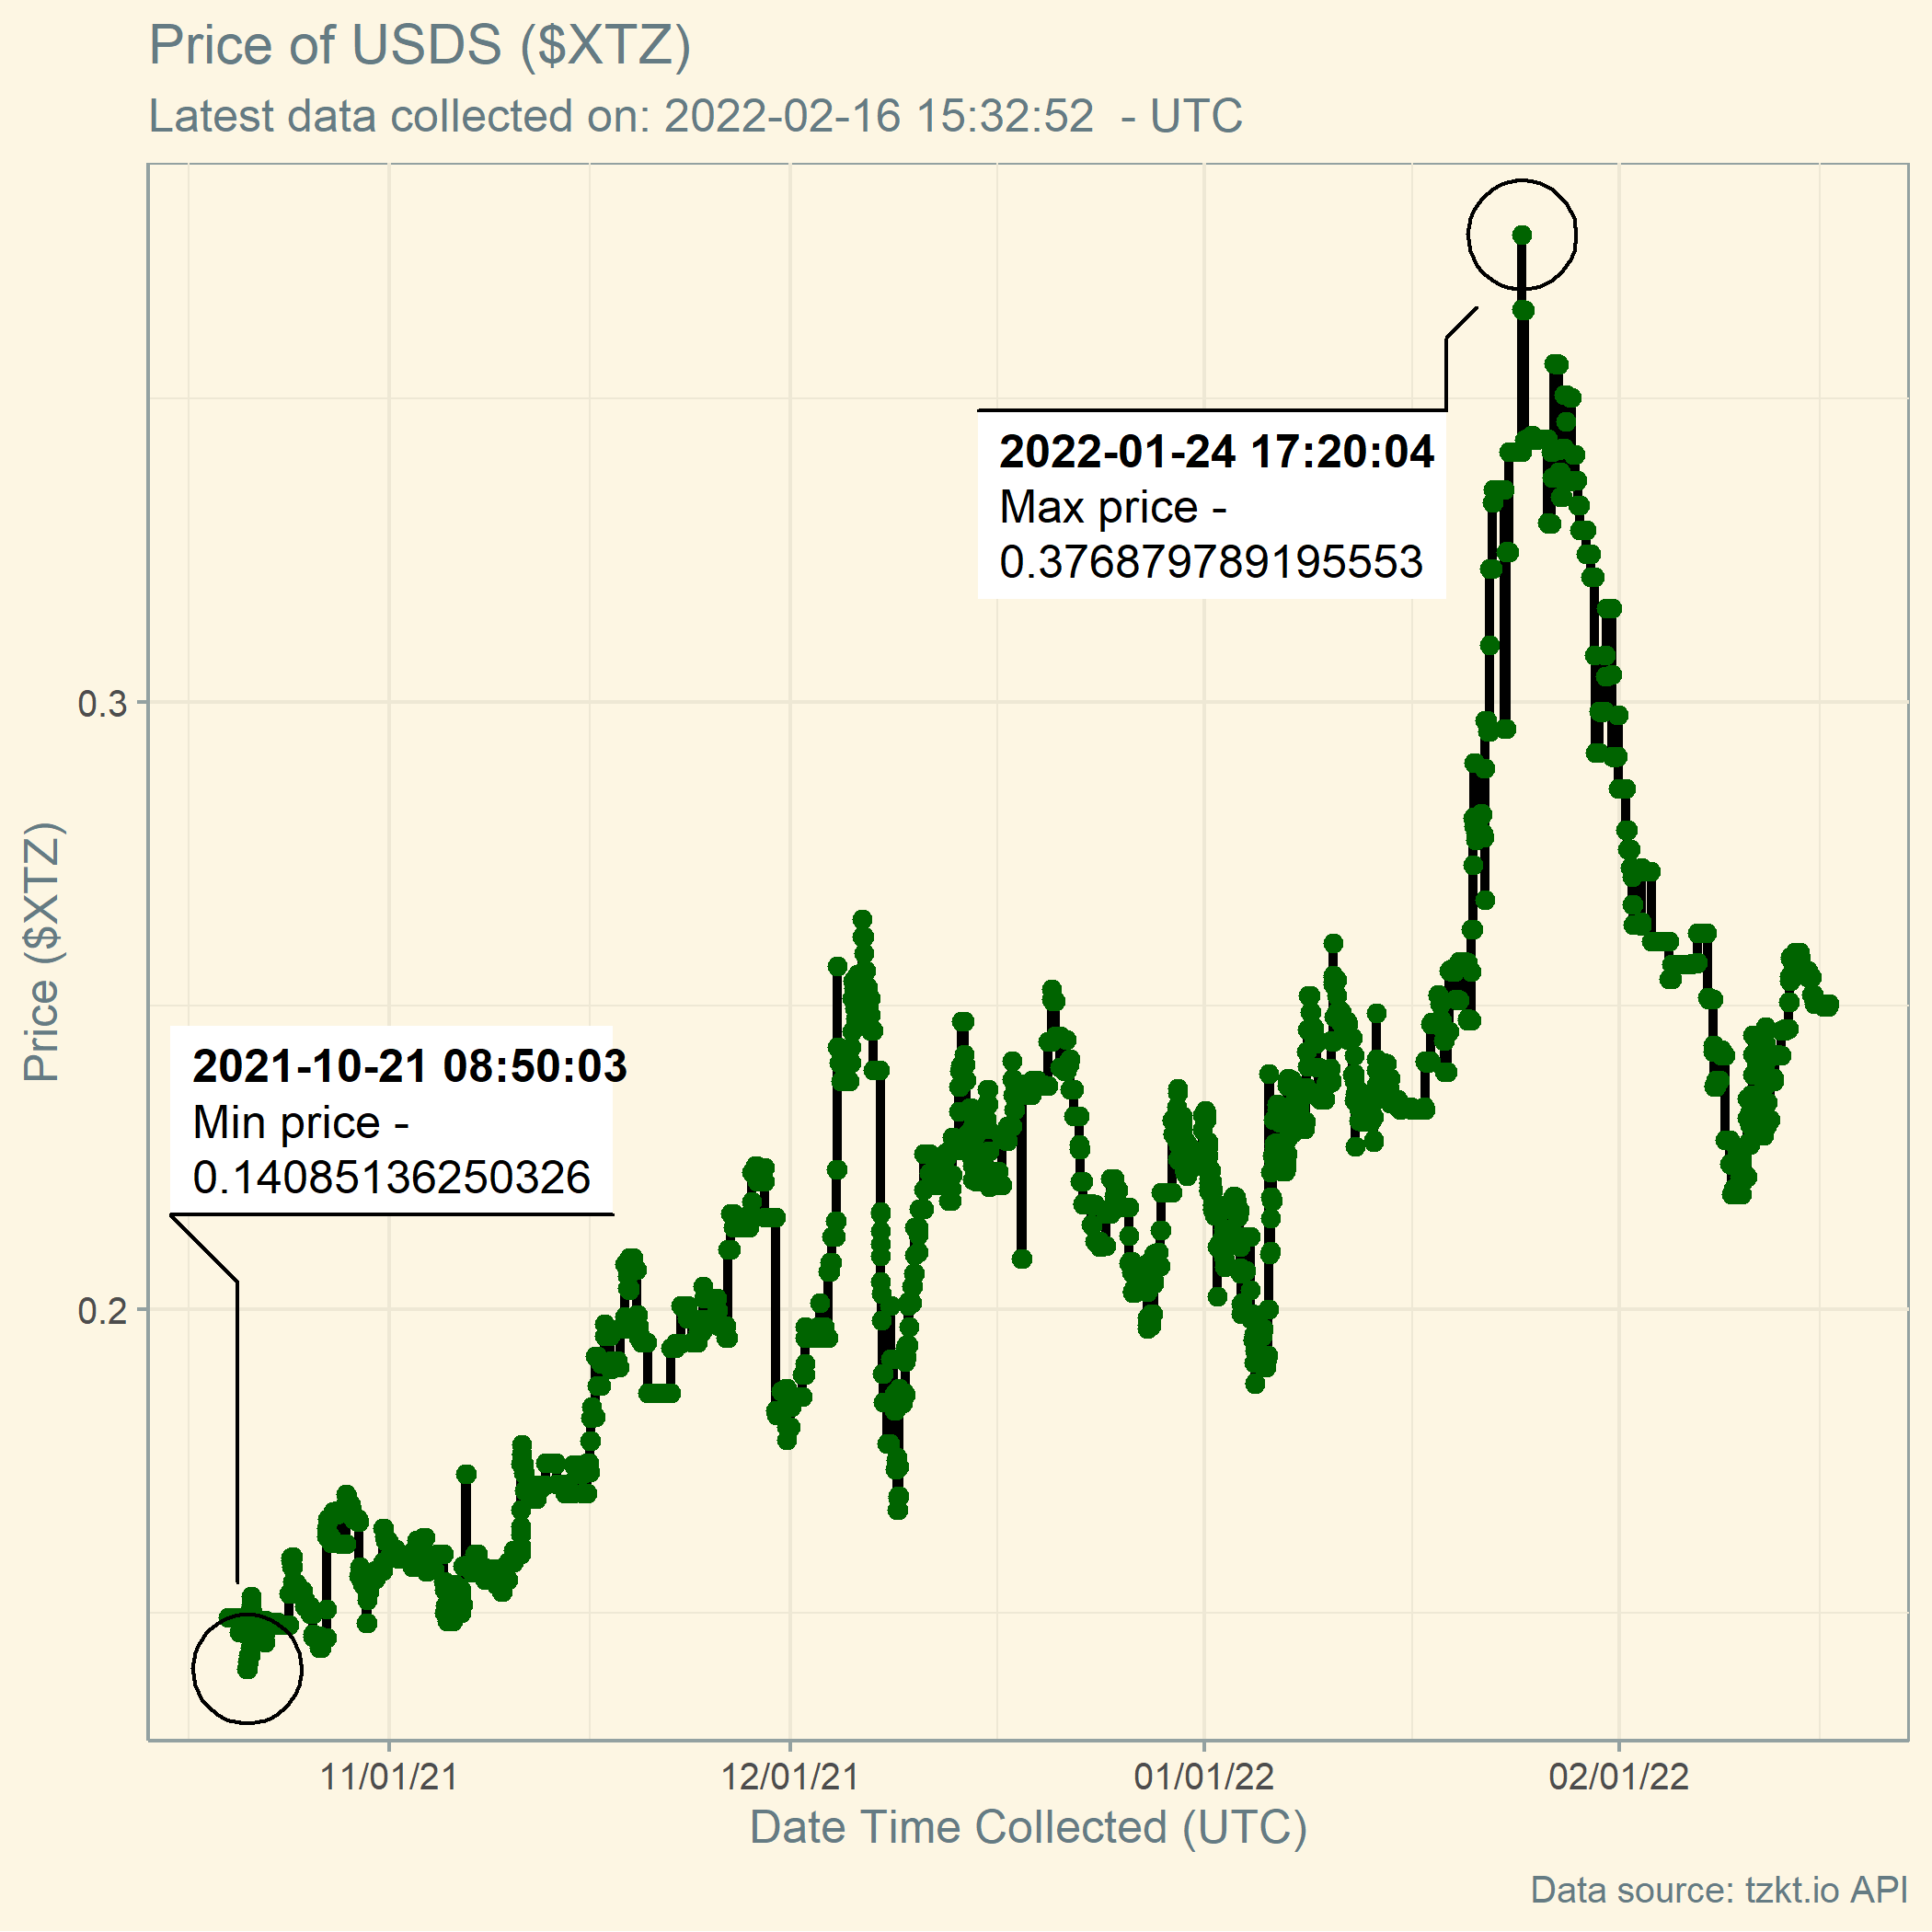 Price of USDS ($XTZ)
Latest data collected on: 2022-02-16 15:32:52  - UTC
2022-01-24 17:20:04
Max price -
0.376879789195553
0.3
Price ($XTZ)
2021-10-21 08:50:03
Min price -
0.14085136250326
0.2
11/01/21
12/01/21
01/01/22
02/01/22
Date Time Collected (UTC)
Data source: tzkt.io API